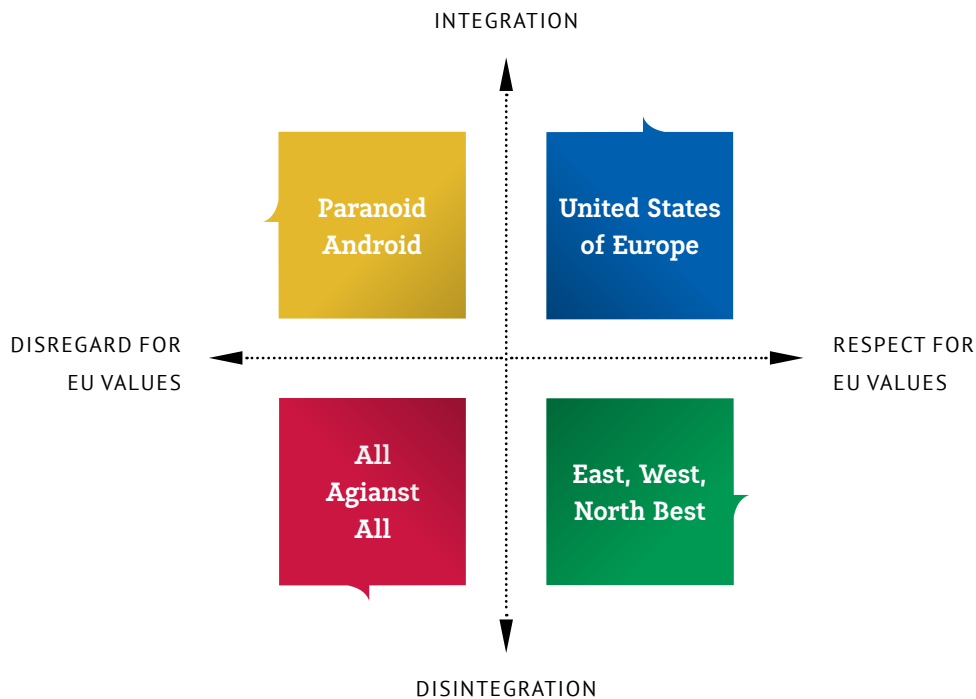 INTEGRATION
Paranoid
Android
United States
of Europe
DISREGARD FOR
EU VALUES
RESPECT FOR
EU VALUES
All
Agianst
All
East, West,
North Best
DISINTEGRATION